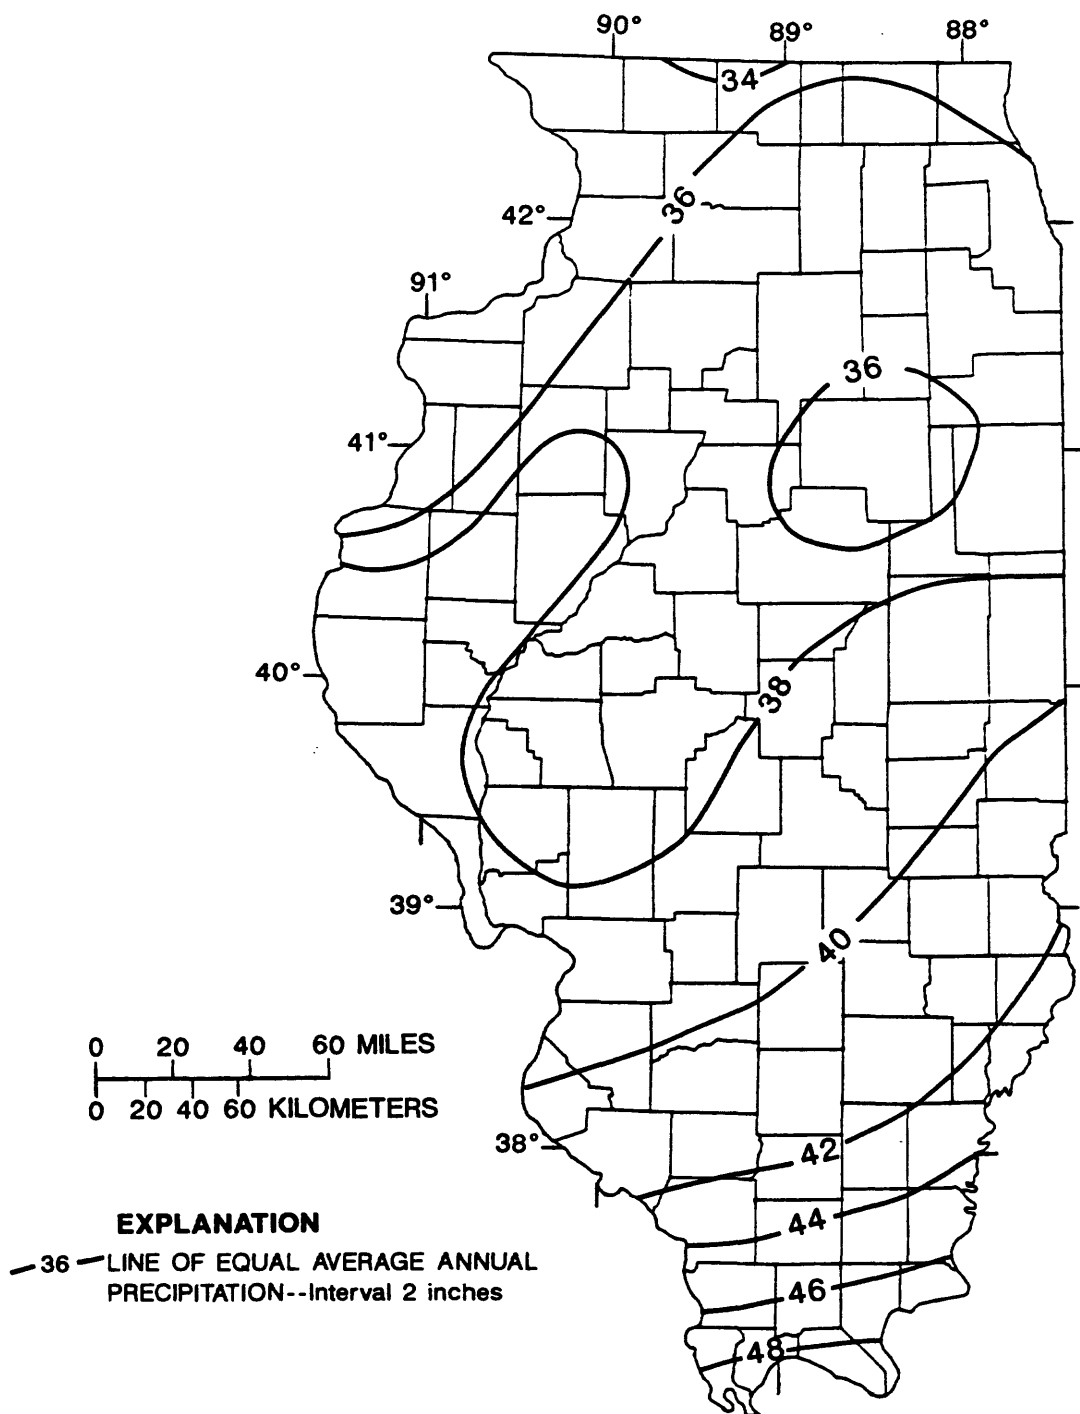 90° 89° 88°
34
36
42°
91°
36
41°
40°
38
39°
40
0 20 40 60 MILES
0 20 40 60 KILOMETERS
38°
42
EXPLANATION
44
36 LINE OF EQUAL AVERAGE ANNUAL
PRECIPITATION--Interval 2 inches
46
48